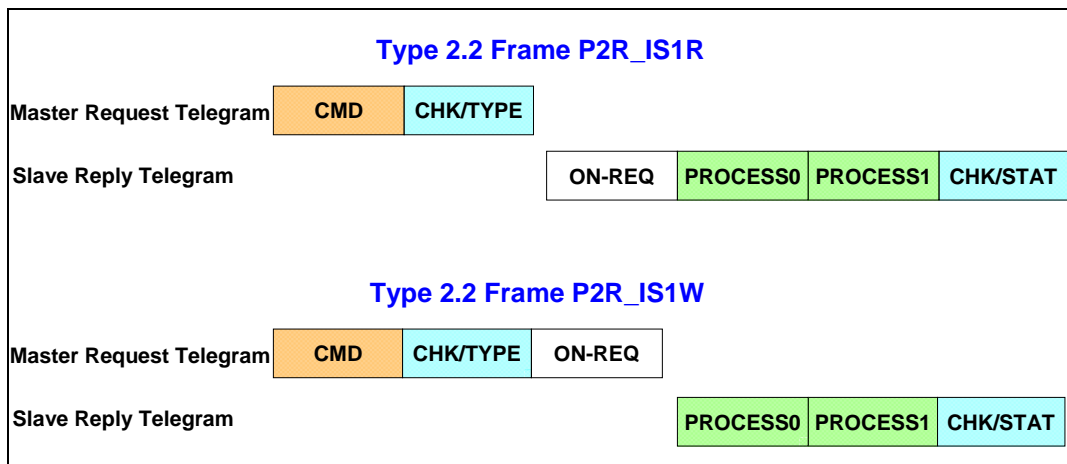 Type 2.2 Frame P2R_IS1R
Master Request Telegram CMD CHK/TYPE
Slave Reply Telegram ON-REQ PROCESS0 PROCESS1 CHK/STAT
Type 2.2 Frame P2R_IS1W
Master Request Telegram CMD CHK/TYPE ON-REQ
Slave Reply Telegram PROCESS0 PROCESS1 CHK/STAT